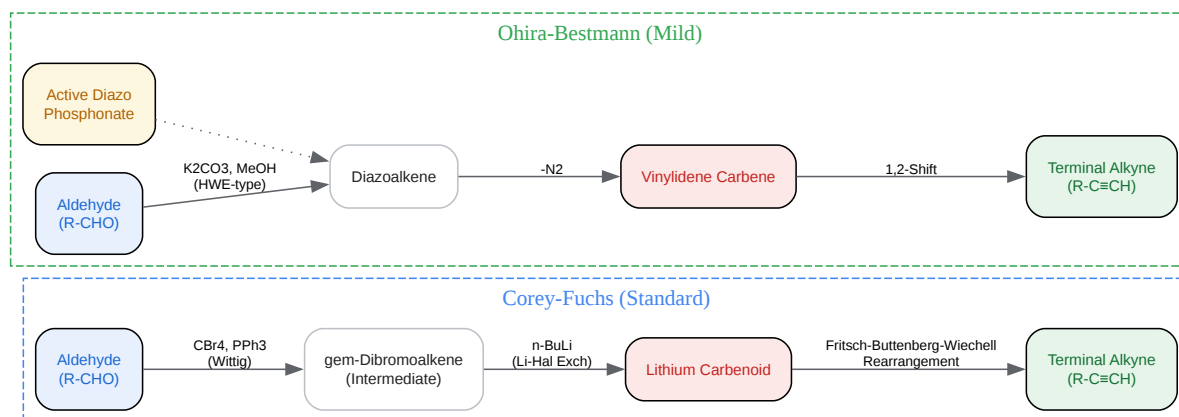 Ohira-Bestmann (Mild)
Active Diazo
Phosphonate
K2CO3, MeOH
(HWE-type)
Aldehyde
(R-CHO)
Diazoalkene
-N2
Vinylidene Carbene
1,2-Shift
Terminal Alkyne
(R-C≡CH)
Corey-Fuchs (Standard)
Aldehyde
(R-CHO)
CBr4, PPh3
(Wittig)
gem-Dibromoalkene
(Intermediate)
n-BuLi
(Li-Hal Exch)
Lithium Carbenoid
Fritsch-Buttenberg-Wiechell
Rearrangement
Terminal Alkyne
(R-C≡CH)